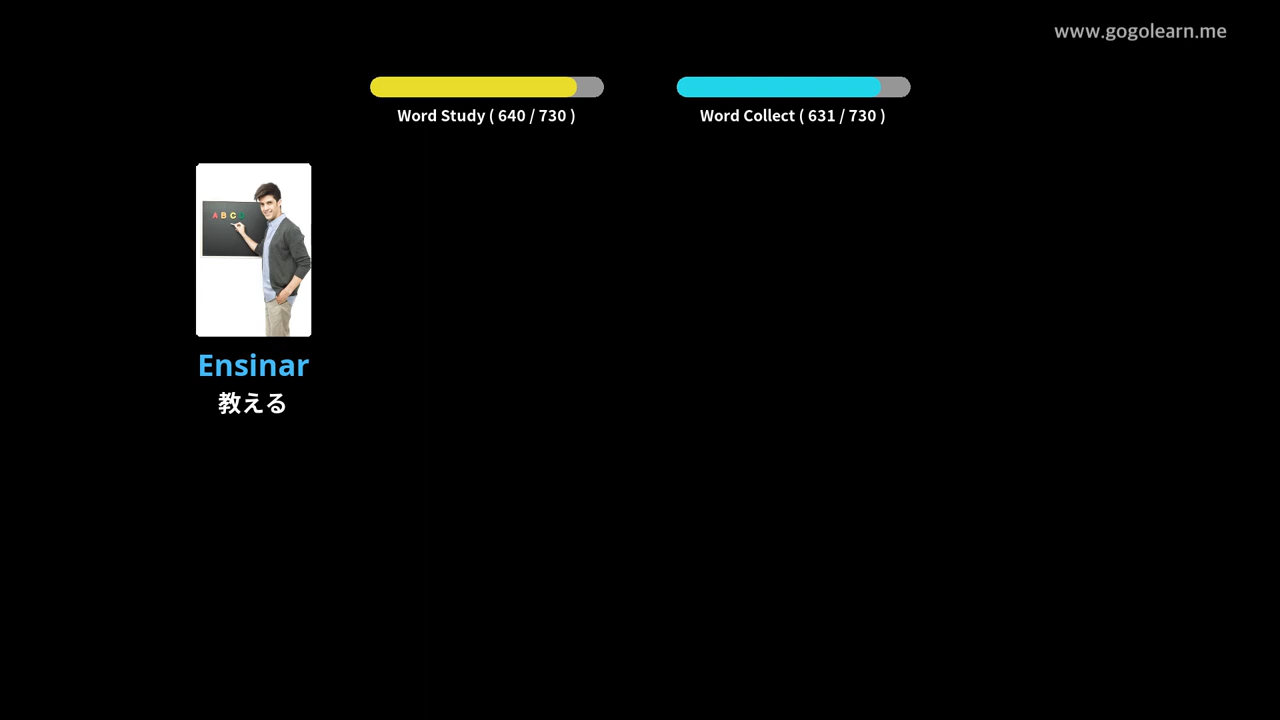 www.gogolearn.me
Word Study ( 640 / 730 )
Word Collect ( 631 / 730 )
A B C D
Ensinar
教える